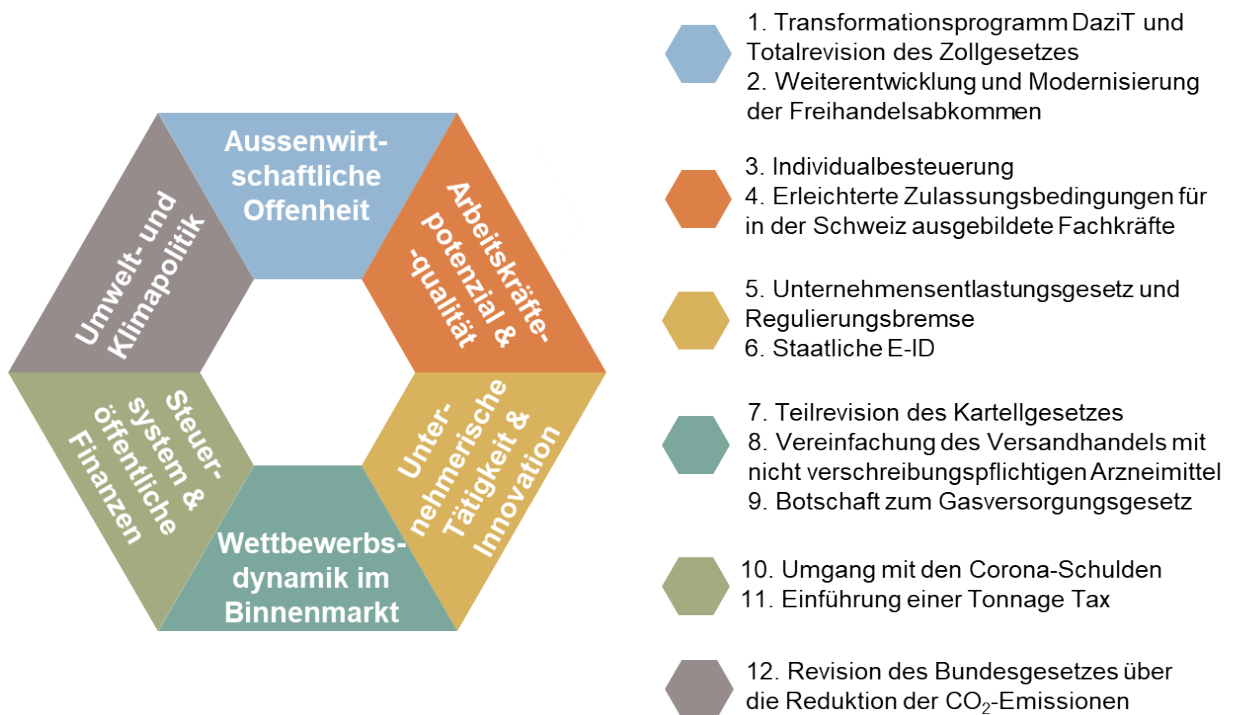 Aussenwirt-
schaftliche
Offenheit
Arbeitskräfte-
potenzial &
-qualität
Unter-
nehmerische
Tätigkeit &
Innovation
Wettbewerbs-
dynamik im
Binnenmarkt
Steuer-
system &
öffentliche
Finanzen
Umwelt- und
Klimapolitik
1. Transformationsprogramm DaziT und
Totalrevision des Zollgesetzes
2. Weiterentwicklung und Modernisierung
der Freihandelsabkommen
3. Individualbesteuerung
4. Erleichterte Zulassungsbedingungen für
in der Schweiz ausgebildete Fachkräfte
5. Unternehmensentlastungsgesetz und
Regulierungsbremse
6. Staatliche E-ID
7. Teilrevision des Kartellgesetzes
8. Vereinfachung des Versandhandels mit
nicht verschreibungspflichtigen Arzneimittel
9. Botschaft zum Gasversorgungsgesetz
10. Umgang mit den Corona-Schulden
11. Einführung einer Tonnage Tax
12. Revision des Bundesgesetzes über
die Reduktion der CO₂-Emissionen